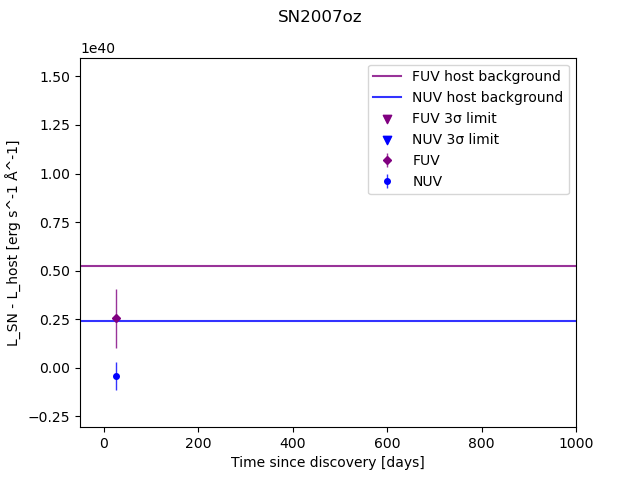 SN2007oz
1e40
1.50
1.25
1.00
0.75
0.50
0.25
0.00
−0.25
L_SN - L_host [erg s^-1 Å^-1]
FUV host background
NUV host background
FUV 3σ limit
NUV 3σ limit
FUV
NUV
0 200 400 600 800 1000
Time since discovery [days]